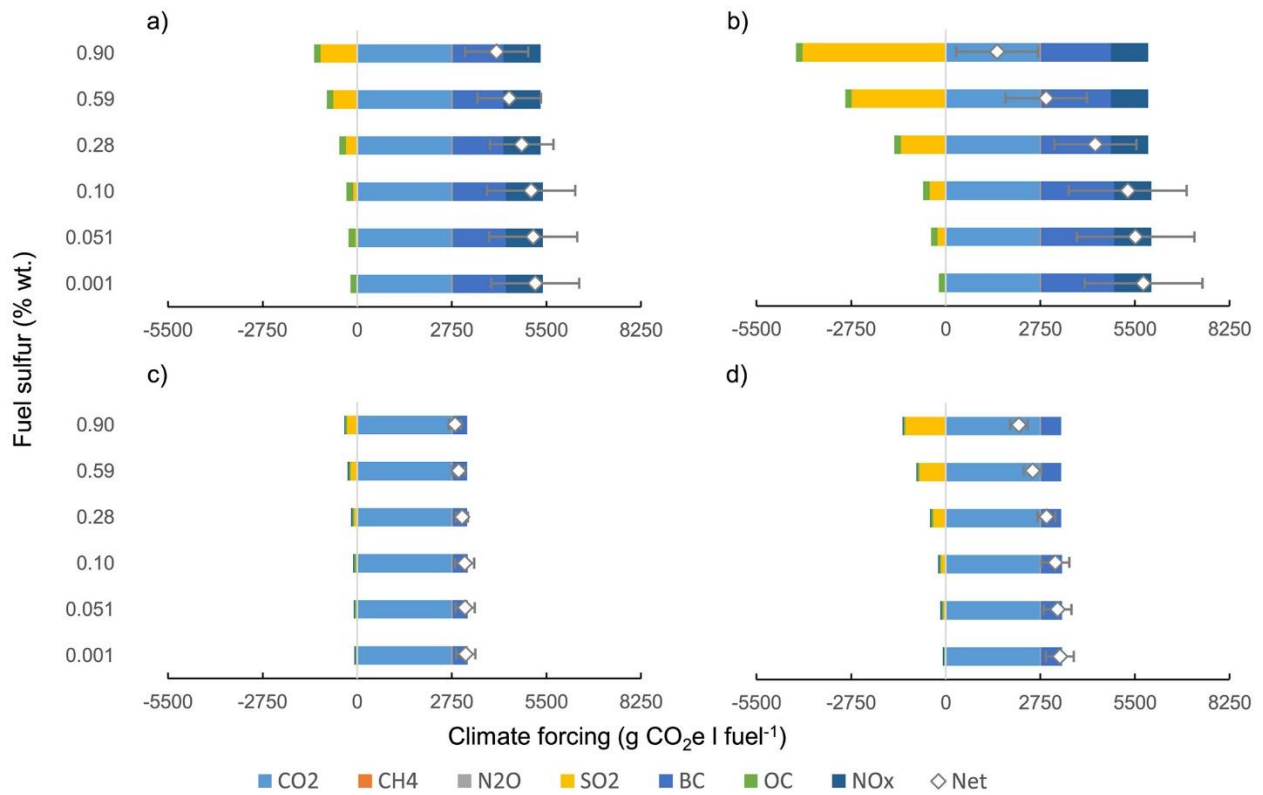 a)
b)
0.90
0.59
0.28
0.10
0.051
0.001
-5500 -2750 0 2750 5500 8250
-5500 -2750 0 2750 5500 8250
Fuel sulfur (% wt.)
c)
d)
0.90
0.59
0.28
0.10
0.051
0.001
-5500 -2750 0 2750 5500 8250
-5500 -2750 0 2750 5500 8250
Climate forcing (g CO₂e l fuel⁻¹)
CO2 CH4 N2O SO2 BC OC NOx Net